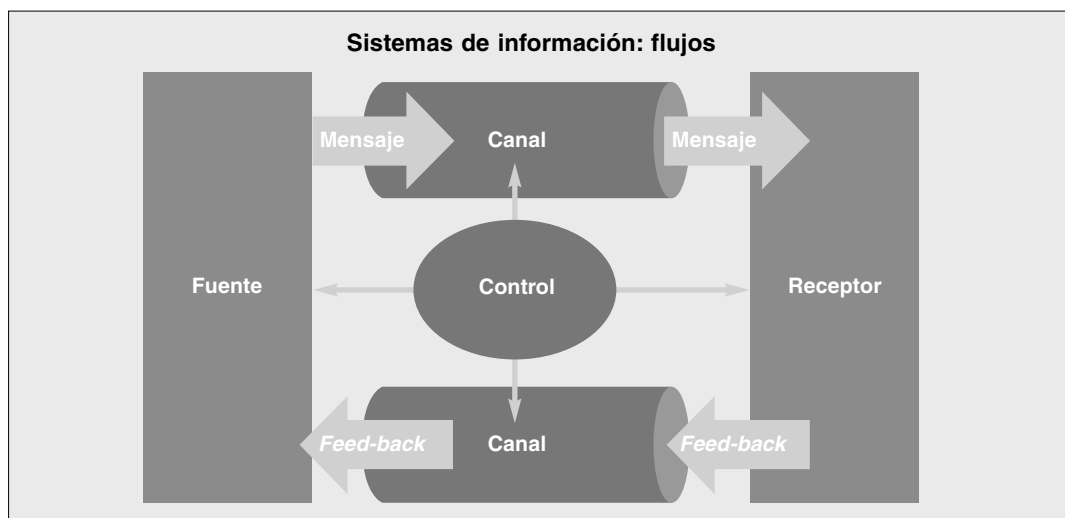 Sistemas de información: flujos
Mensaje
Canal
Mensaje
Fuente
Control
Receptor
Feed-back
Canal
Feed-back